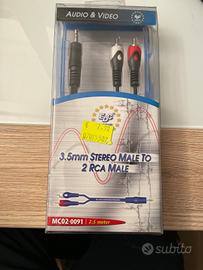 AUDIO & VIDEO
3.5mm STEREO MALE TO
2 RCA MALE
MC02-0091 2.5 meter
subito